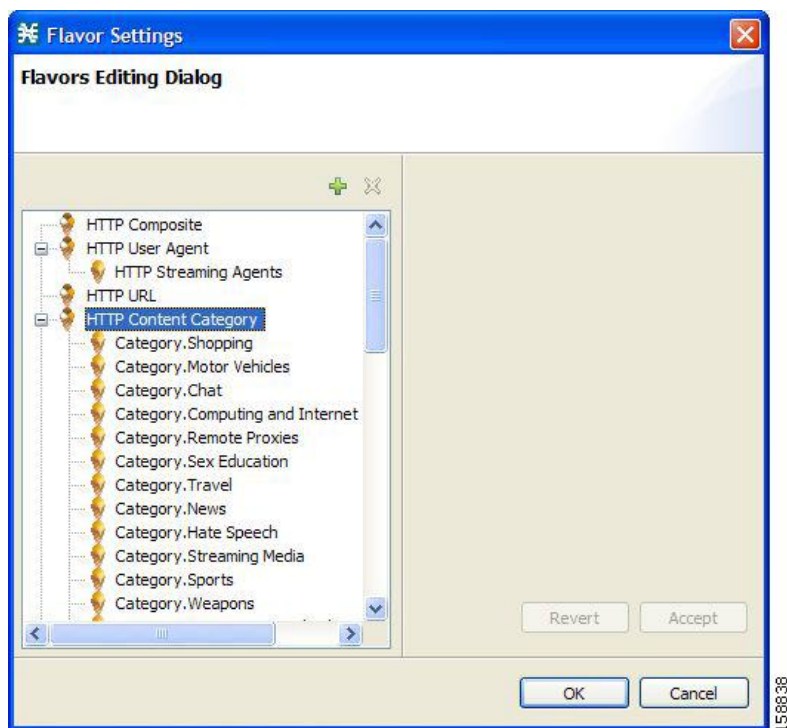 Flavor Settings
Flavors Editing Dialog
HTTP Composite
HTTP User Agent
HTTP Streaming Agents
HTTP URL
HTTP Content Category
Category.Shopping
Category.Motor Vehicles
Category.Chat
Category.Computing and Internet
Category.Remote Proxies
Category.Sex Education
Category.Travel
Category.News
Category.Hate Speech
Category.Streaming Media
Category.Sports
Category.Weapons
Revert Accept
OK Cancel
158838